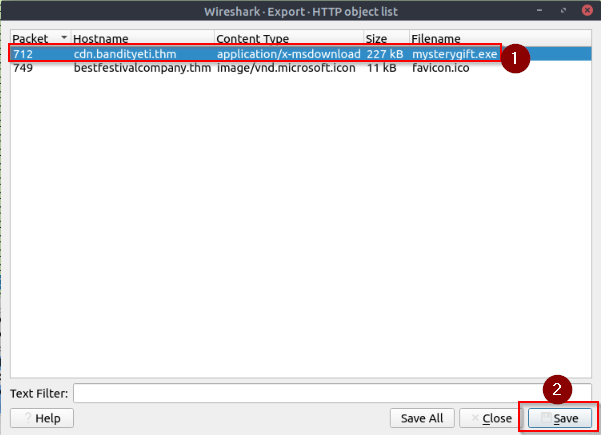 Wireshark · Export · HTTP object list
Packet Hostname Content Type Size Filename
712 cdn.bandityeti.thm application/x-msdownload 227 kB mysterygift.exe
1
749 bestfestivalcompany.thm image/vnd.microsoft.icon 11 kB favicon.ico
Text Filter:
2
? Help Save All × Close Save